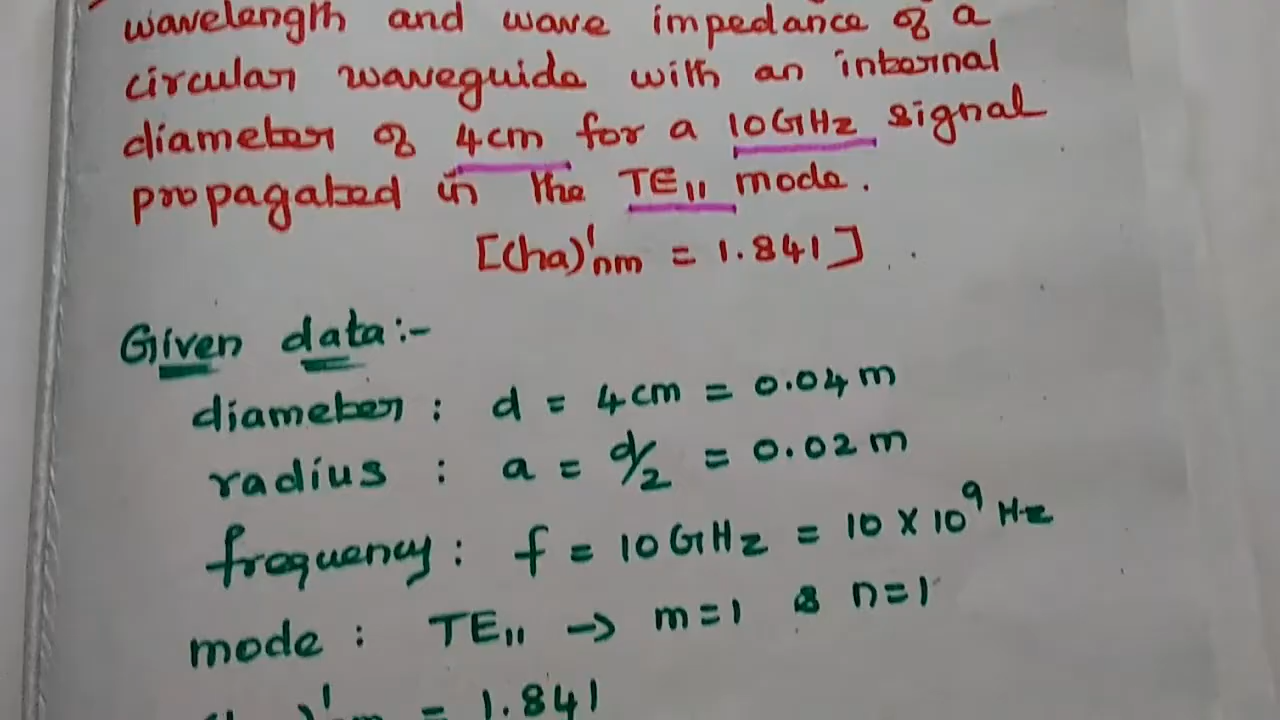 wavelength and wave impedance of a
circular waveguide with an internal
diameter of 4cm for a 10GHz signal
propagated in the TE₁₁ mode.
[(ha)'nm = 1.841]
Given data:-
diameter : d = 4cm = 0.04m
radius : a = d/2 = 0.02m
frequency : f = 10GHz = 10 × 10⁹ Hz
mode : TE₁₁ → m=1 & n=1
)'nm = 1.841